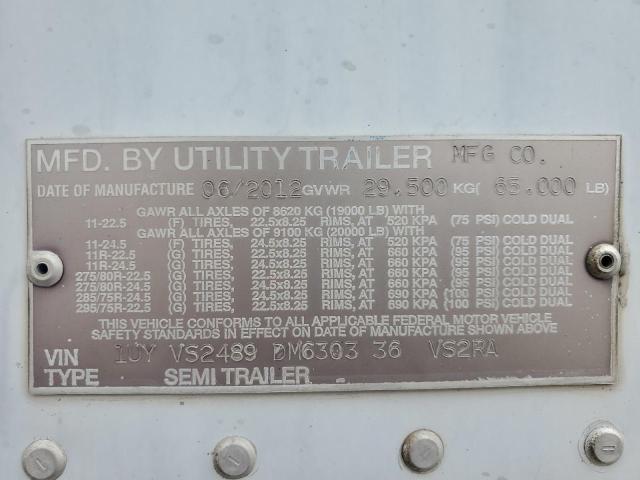 MFD. BY UTILITY TRAILER MFG CO.
DATE OF MANUFACTURE 06/2012 GVWR 29.500 KG( 65.000 LB)
GAWR ALL AXLES OF 8620 KG (19000 LB) WITH
11-22.5 (F) TIRES, 22.5x8.25 RIMS, AT 520 KPA (75 PSI) COLD DUAL
GAWR ALL AXLES OF 9100 KG (20000 LB) WITH
11-24.5 (F) TIRES, 24.5x8.25 RIMS, AT 520 KPA (75 PSI) COLD DUAL
11R-22.5 (G) TIRES, 22.5x8.25 RIMS, AT 660 KPA (95 PSI) COLD DUAL
11R-24.5 (G) TIRES, 24.5x8.25 RIMS, AT 660 KPA (95 PSI) COLD DUAL
275/80R-22.5 (G) TIRES, 22.5x8.25 RIMS, AT 660 KPA (95 PSI) COLD DUAL
275/80R-24.5 (G) TIRES, 24.5x8.25 RIMS, AT 660 KPA (95 PSI) COLD DUAL
285/75R-24.5 (G) TIRES, 24.5x8.25 RIMS, AT 690 KPA (100 PSI) COLD DUAL
295/75R-22.5 (G) TIRES, 22.5x8.25 RIMS, AT 690 KPA (100 PSI) COLD DUAL
THIS VEHICLE CONFORMS TO ALL APPLICABLE FEDERAL MOTOR VEHICLE
SAFETY STANDARDS IN EFFECT ON DATE OF MANUFACTURE SHOWN ABOVE
VIN 1UY VS2489 DM6303 36 VS2RA
TYPE SEMI TRAILER